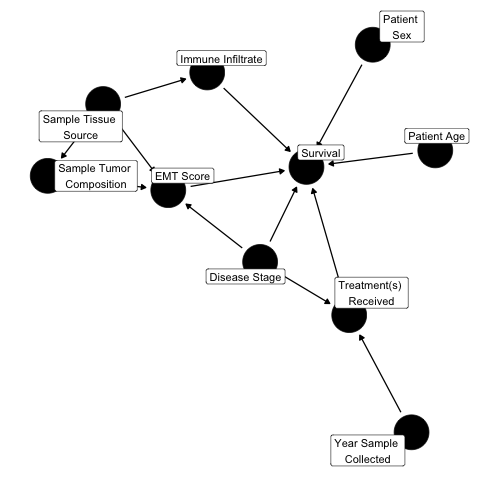 Patient
Sex
Immune Infiltrate
Sample Tissue
Source
Patient Age
Survival
Sample Tumor
Composition
EMT Score
Disease Stage
Treatment(s)
Received
Year Sample
Collected